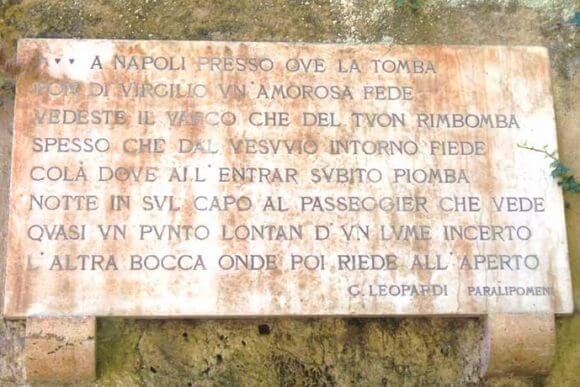 A NAPOLI PRESSO OVE LA TOMBA
PON DI VIRGILIO VN'AMOROSA FEDE
VEDESTE IL VARCO CHE DEL TVON RIMBOMBA
SPESSO CHE DAL VESVVIO INTORNO FIEDE
COLÀ DOVE ALL'ENTRAR SVBITO PIOMBA
NOTTE IN SVL CAPO AL PASSEGGIER CHE VEDE
QVASI VN PVNTO LONTAN D'VN LVME INCERTO
L'ALTRA BOCCA ONDE POI RIEDE ALL'APERTO
G. LEOPARDI PARALIPOMENI